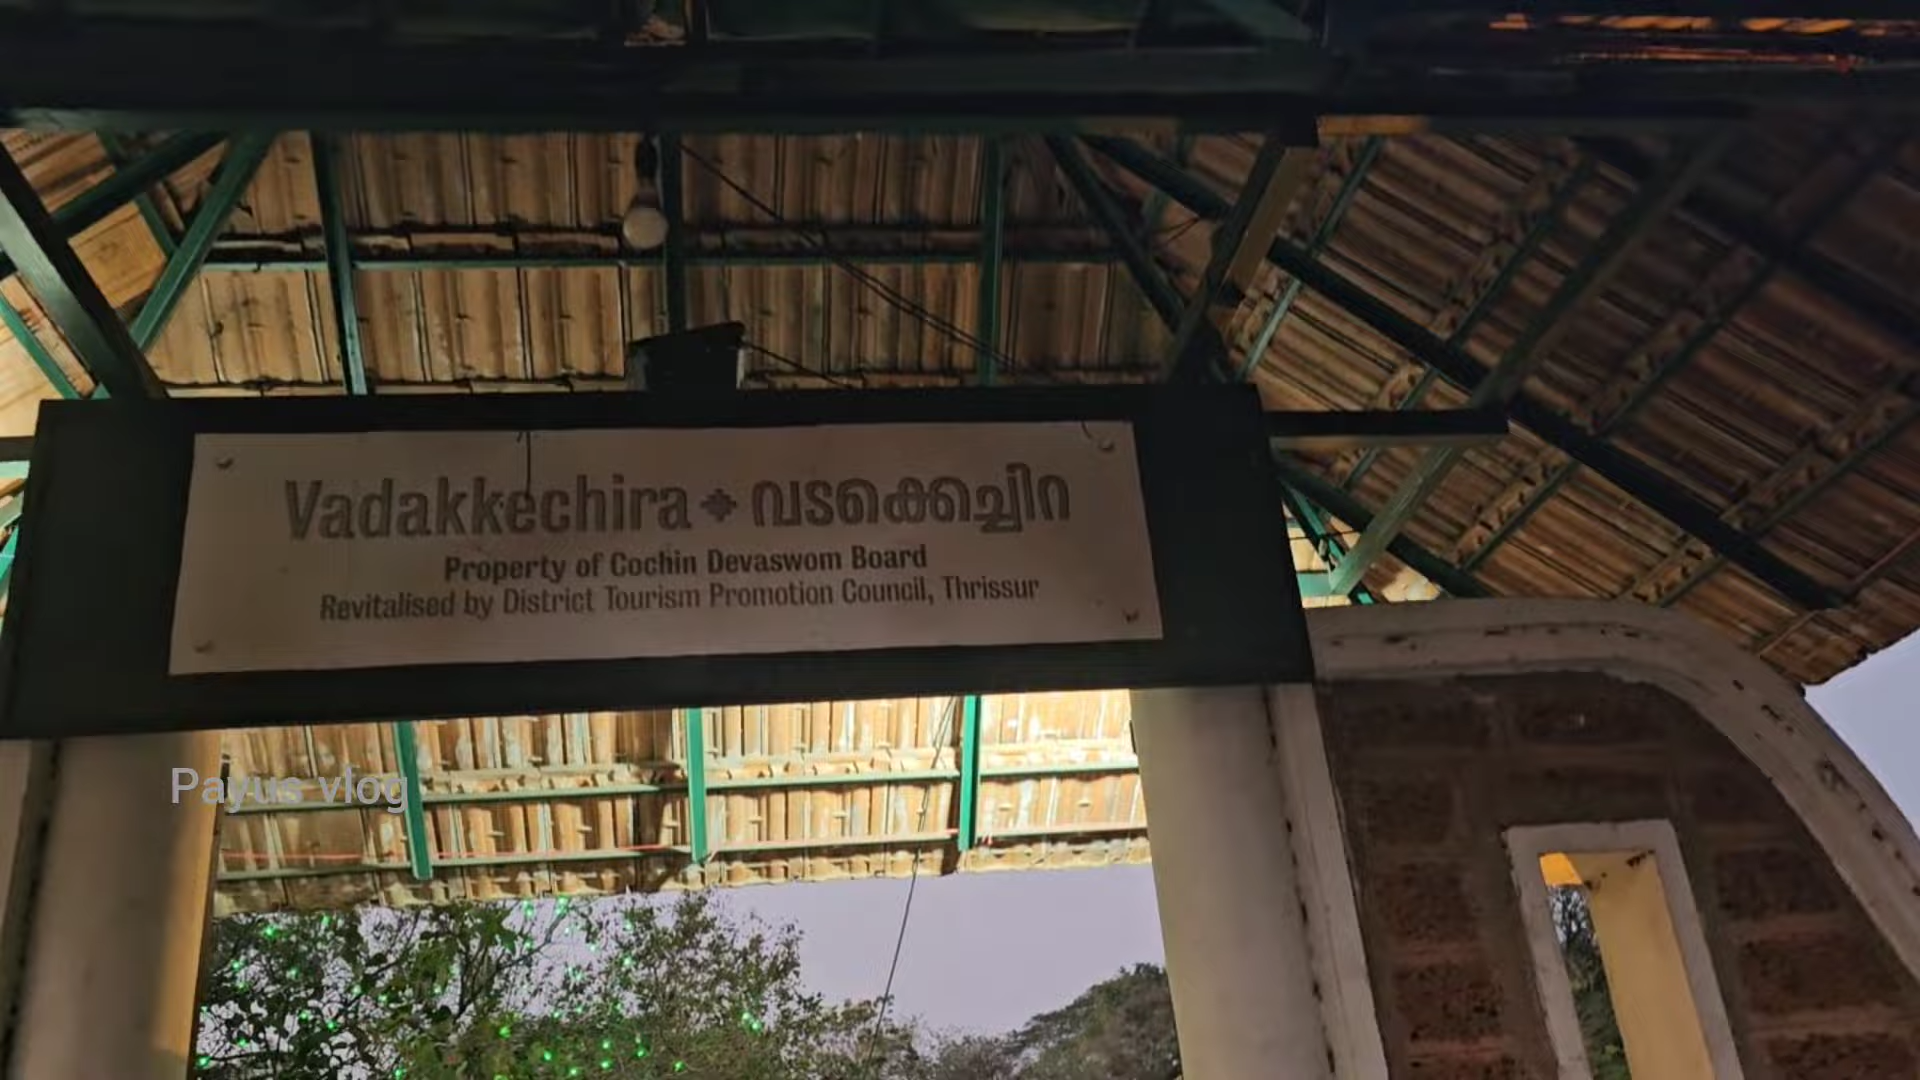 Vadakkechira വടക്കെച്ചിറ
Property of Cochin Devaswom Board
Revitalised by District Tourism Promotion Council, Thrissur
Payus vlog